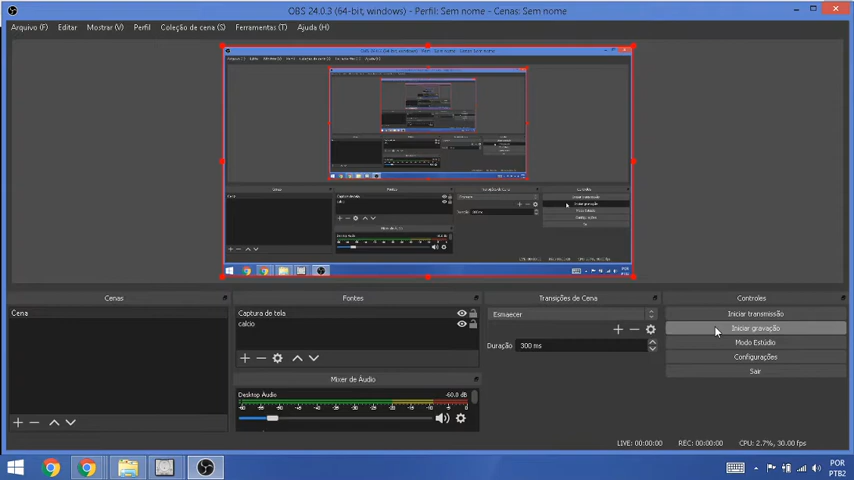 OBS 24.0.3 (64-bit, windows) - Perfil: Sem nome - Cenas: Sem nome
Arquivo (F) Editar Mostrar (V) Perfil Coleção de cena (S) Ferramentas (T) Ajuda (H)
Cenas
Cena
Fontes
Captura de tela
calcio
Mixer de Áudio
Desktop Áudio -60.0 dB
Transições de Cena
Esmaecer
Duração 300 ms
Controles
Iniciar transmissão
Iniciar gravação
Modo Estúdio
Configurações
Sair
LIVE: 00:00:00 REC: 00:00:00 CPU: 2.7%, 30.00 fps
POR
PTB2